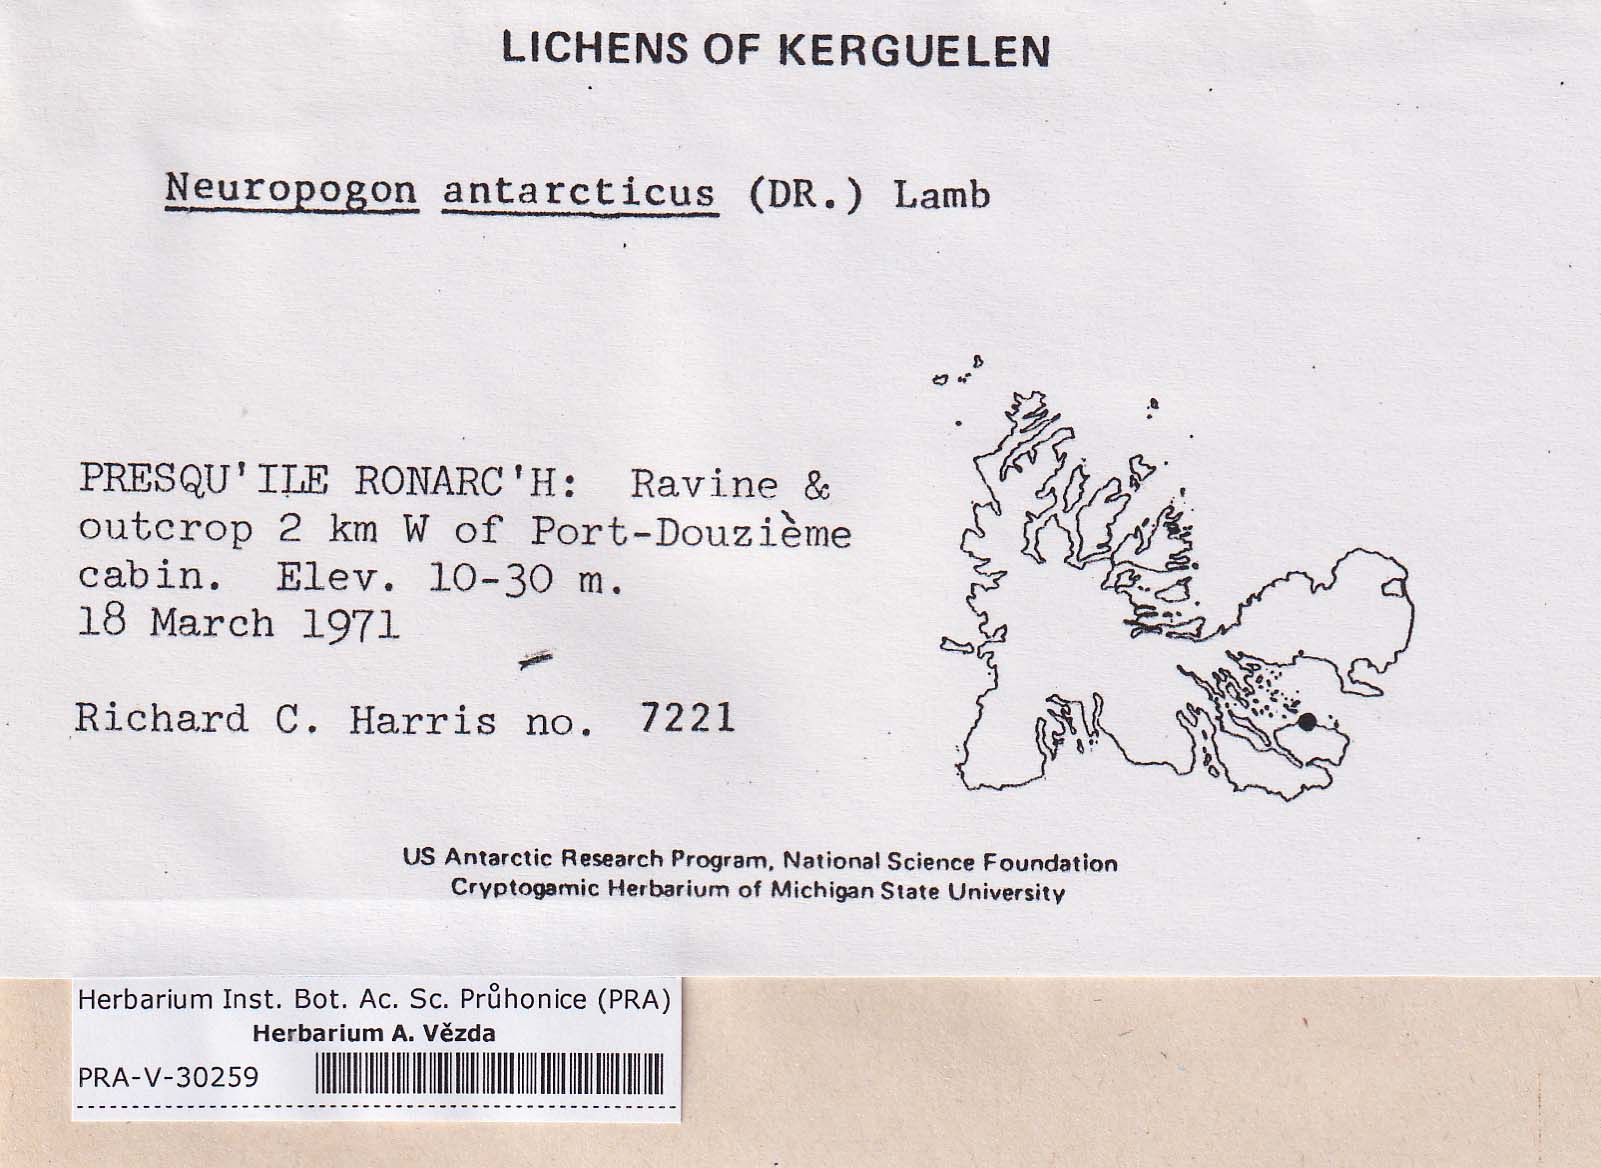 LICHENS OF KERGUELEN
Neuropogon antarcticus (DR.) Lamb
PRESQU'ILE RONARC'H: Ravine &
outcrop 2 km W of Port-Douzième
cabin. Elev. 10-30 m.
18 March 1971
Richard C. Harris no. 7221
US Antarctic Research Program, National Science Foundation
Cryptogamic Herbarium of Michigan State University
Herbarium Inst. Bot. Ac. Sc. Průhonice (PRA)
Herbarium A. Vězda
PRA-V-30259